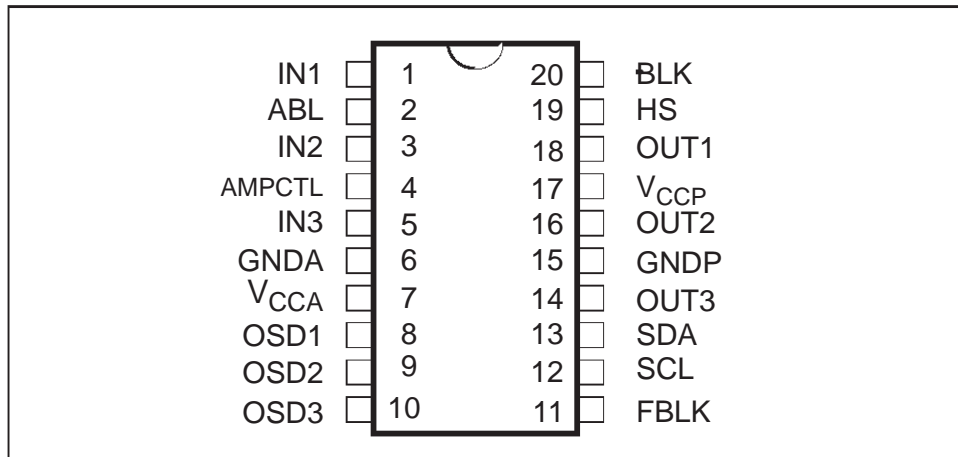 IN1 1 20 BLK
ABL 2 19 HS
IN2 3 18 OUT1
AMPCTL 4 17 VCCP
IN3 5 16 OUT2
GNDA 6 15 GNDP
VCCA 7 14 OUT3
OSD1 8 13 SDA
OSD2 9 12 SCL
OSD3 10 11 FBLK